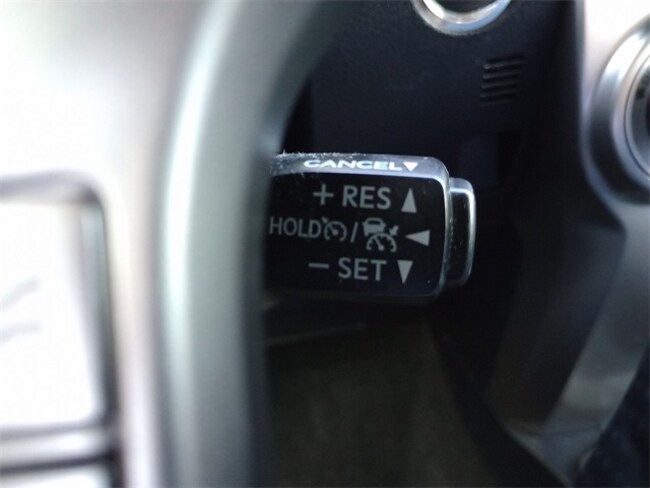 CANCEL▼
+ RES ▲
HOLD / ◀
− SET ▼